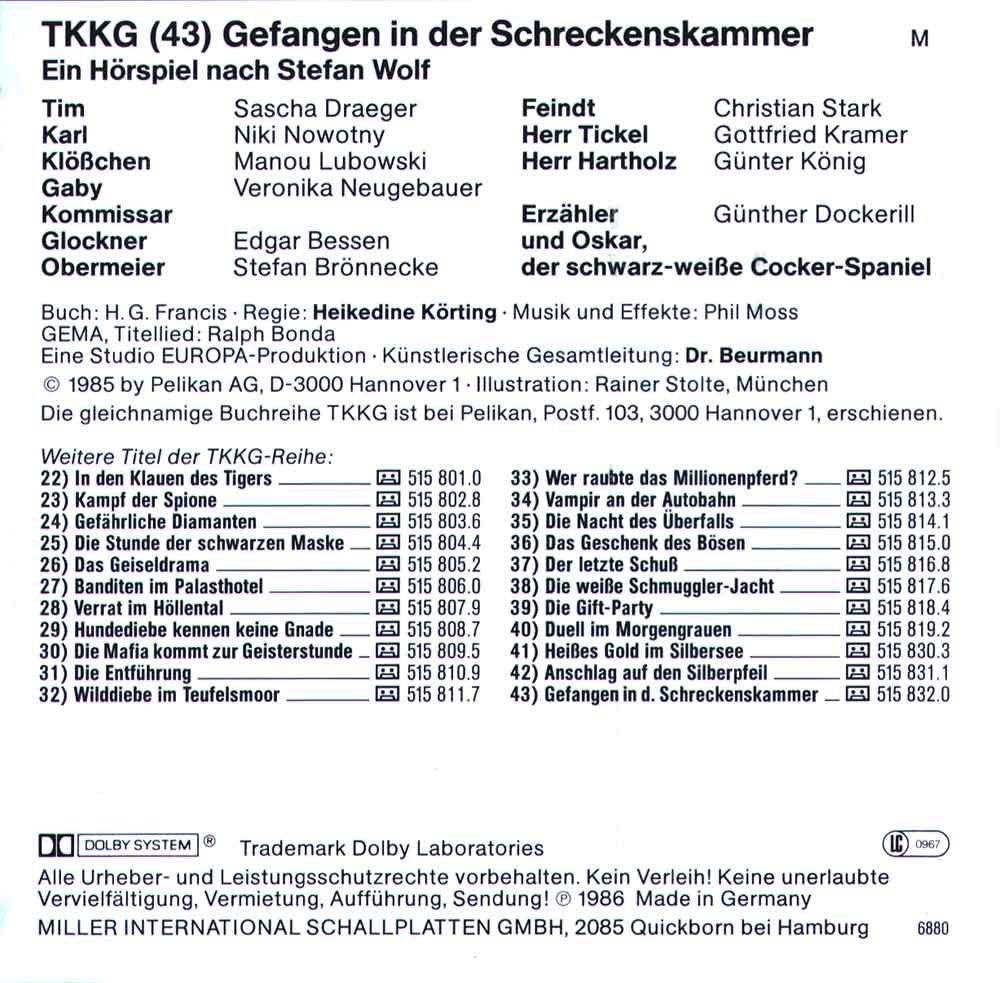 TKKG (43) Gefangen in der Schreckenskammer M
Ein Hörspiel nach Stefan Wolf
Tim Sascha Draeger
Karl Niki Nowotny
Klößchen Manou Lubowski
Gaby Veronika Neugebauer
Kommissar
Glockner Edgar Bessen
Obermeier Stefan Brönnecke
Feindt Christian Stark
Herr Tickel Gottfried Kramer
Herr Hartholz Günter König
Erzähler Günther Dockerill
und Oskar,
der schwarz-weiße Cocker-Spaniel
Buch: H. G. Francis · Regie: Heikedine Körting · Musik und Effekte: Phil Moss
GEMA, Titellied: Ralph Bonda
Eine Studio EUROPA-Produktion · Künstlerische Gesamtleitung: Dr. Beurmann
© 1985 by Pelikan AG, D-3000 Hannover 1 · Illustration: Rainer Stolte, München
Die gleichnamige Buchreihe TKKG ist bei Pelikan, Postf. 103, 3000 Hannover 1, erschienen.
Weitere Titel der TKKG-Reihe:
22) In den Klauen des Tigers 515 801.0
23) Kampf der Spione 515 802.8
24) Gefährliche Diamanten 515 803.6
25) Die Stunde der schwarzen Maske 515 804.4
26) Das Geiseldrama 515 805.2
27) Banditen im Palasthotel 515 806.0
28) Verrat im Höllental 515 807.9
29) Hundediebe kennen keine Gnade 515 808.7
30) Die Mafia kommt zur Geisterstunde 515 809.5
31) Die Entführung 515 810.9
32) Wilddiebe im Teufelsmoor 515 811.7
33) Wer raubte das Millionenpferd? 515 812.5
34) Vampir an der Autobahn 515 813.3
35) Die Nacht des Überfalls 515 814.1
36) Das Geschenk des Bösen 515 815.0
37) Der letzte Schuß 515 816.8
38) Die weiße Schmuggler-Jacht 515 817.6
39) Die Gift-Party 515 818.4
40) Duell im Morgengrauen 515 819.2
41) Heißes Gold im Silbersee 515 830.3
42) Anschlag auf den Silberpfeil 515 831.1
43) Gefangen in d. Schreckenskammer 515 832.0
DOLBY SYSTEM ® Trademark Dolby Laboratories
LC 0967
Alle Urheber- und Leistungsschutzrechte vorbehalten. Kein Verleih! Keine unerlaubte
Vervielfältigung, Vermietung, Aufführung, Sendung! ℗ 1986 Made in Germany
MILLER INTERNATIONAL SCHALLPLATTEN GMBH, 2085 Quickborn bei Hamburg 6880